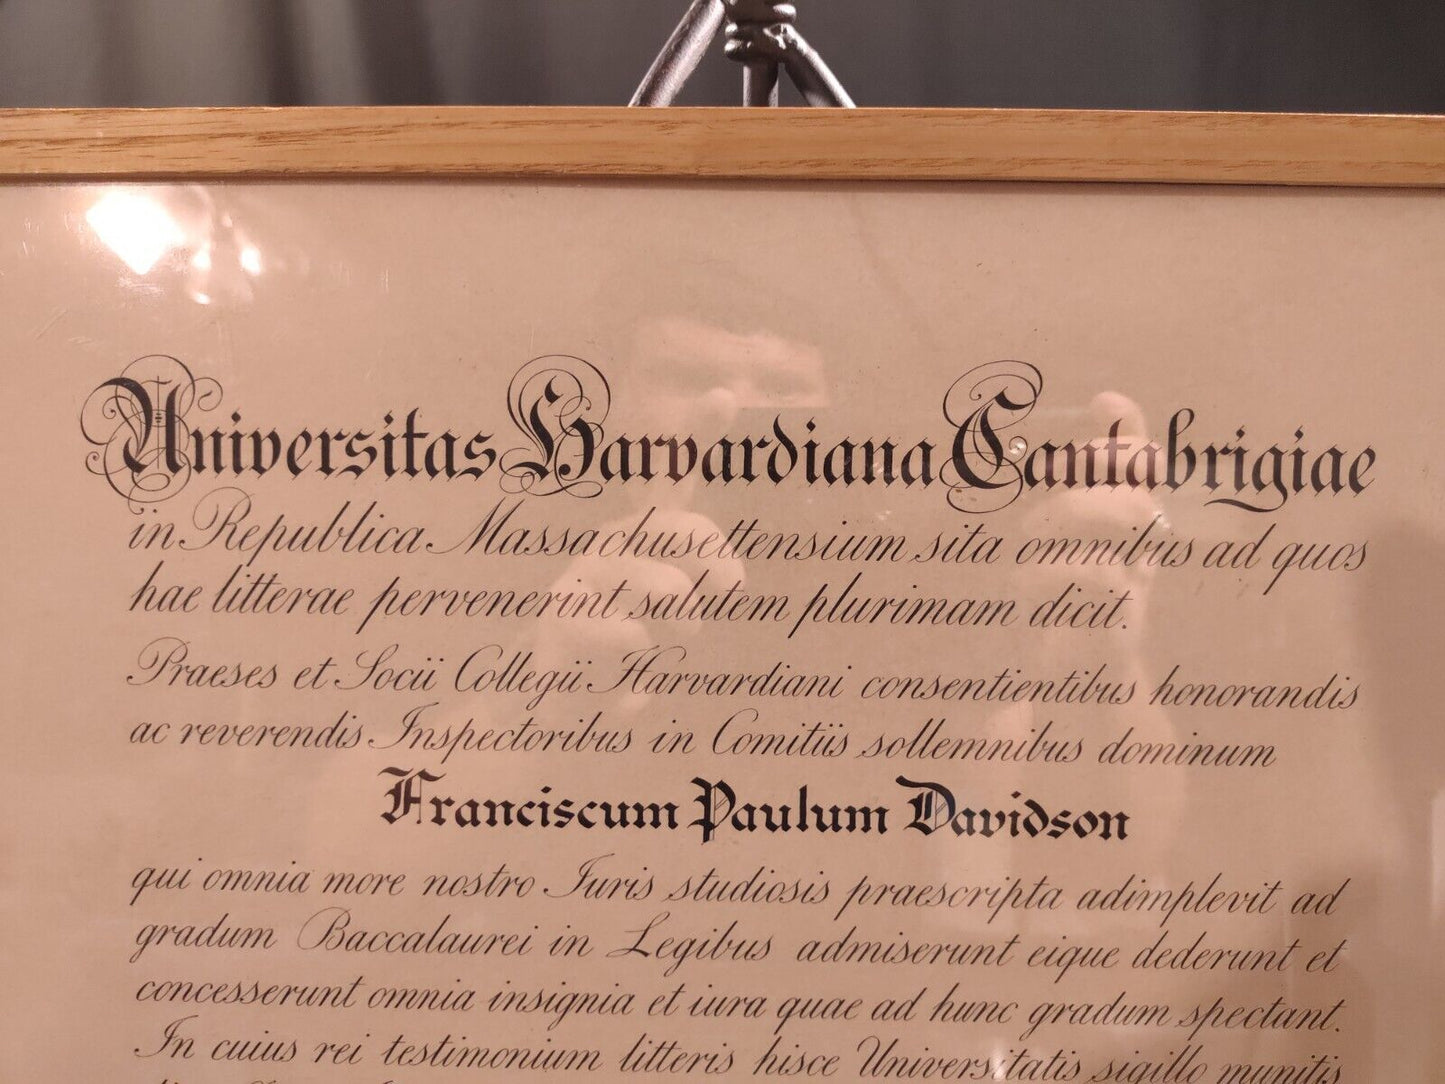 Universitas Harvardiana Cantabrigiae
in Republica Massachusettensium sita omnibus ad quos
hae litterae pervenerint salutem plurimam dicit.
Praeses et Socii Collegii Harvardiani consentientibus honorandis
ac reverendis Inspectoribus in Comitiis sollemnibus dominum
Franciscum Paulum Davidson
qui omnia more nostro Iuris studiosis praescripta adimplevit ad
gradum Baccalaurei in Legibus admiserunt eique dederunt et
concesserunt omnia insignia et iura quae ad hunc gradum spectant.
In cuius rei testimonium litteris hisce Universitatis sigillo munitis